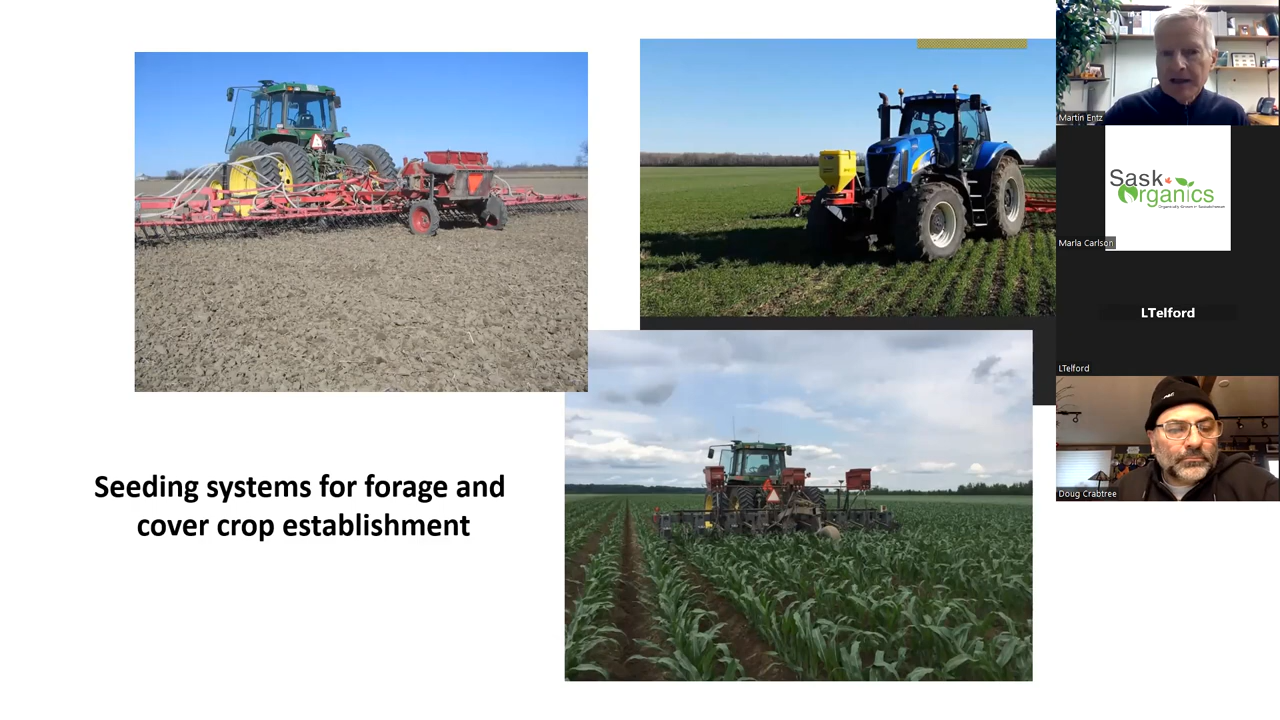 Seeding systems for forage and
cover crop establishment
Martin Entz
Sask
Organics
Marla Carlson
LTelford
LTelford
Doug Crabtree